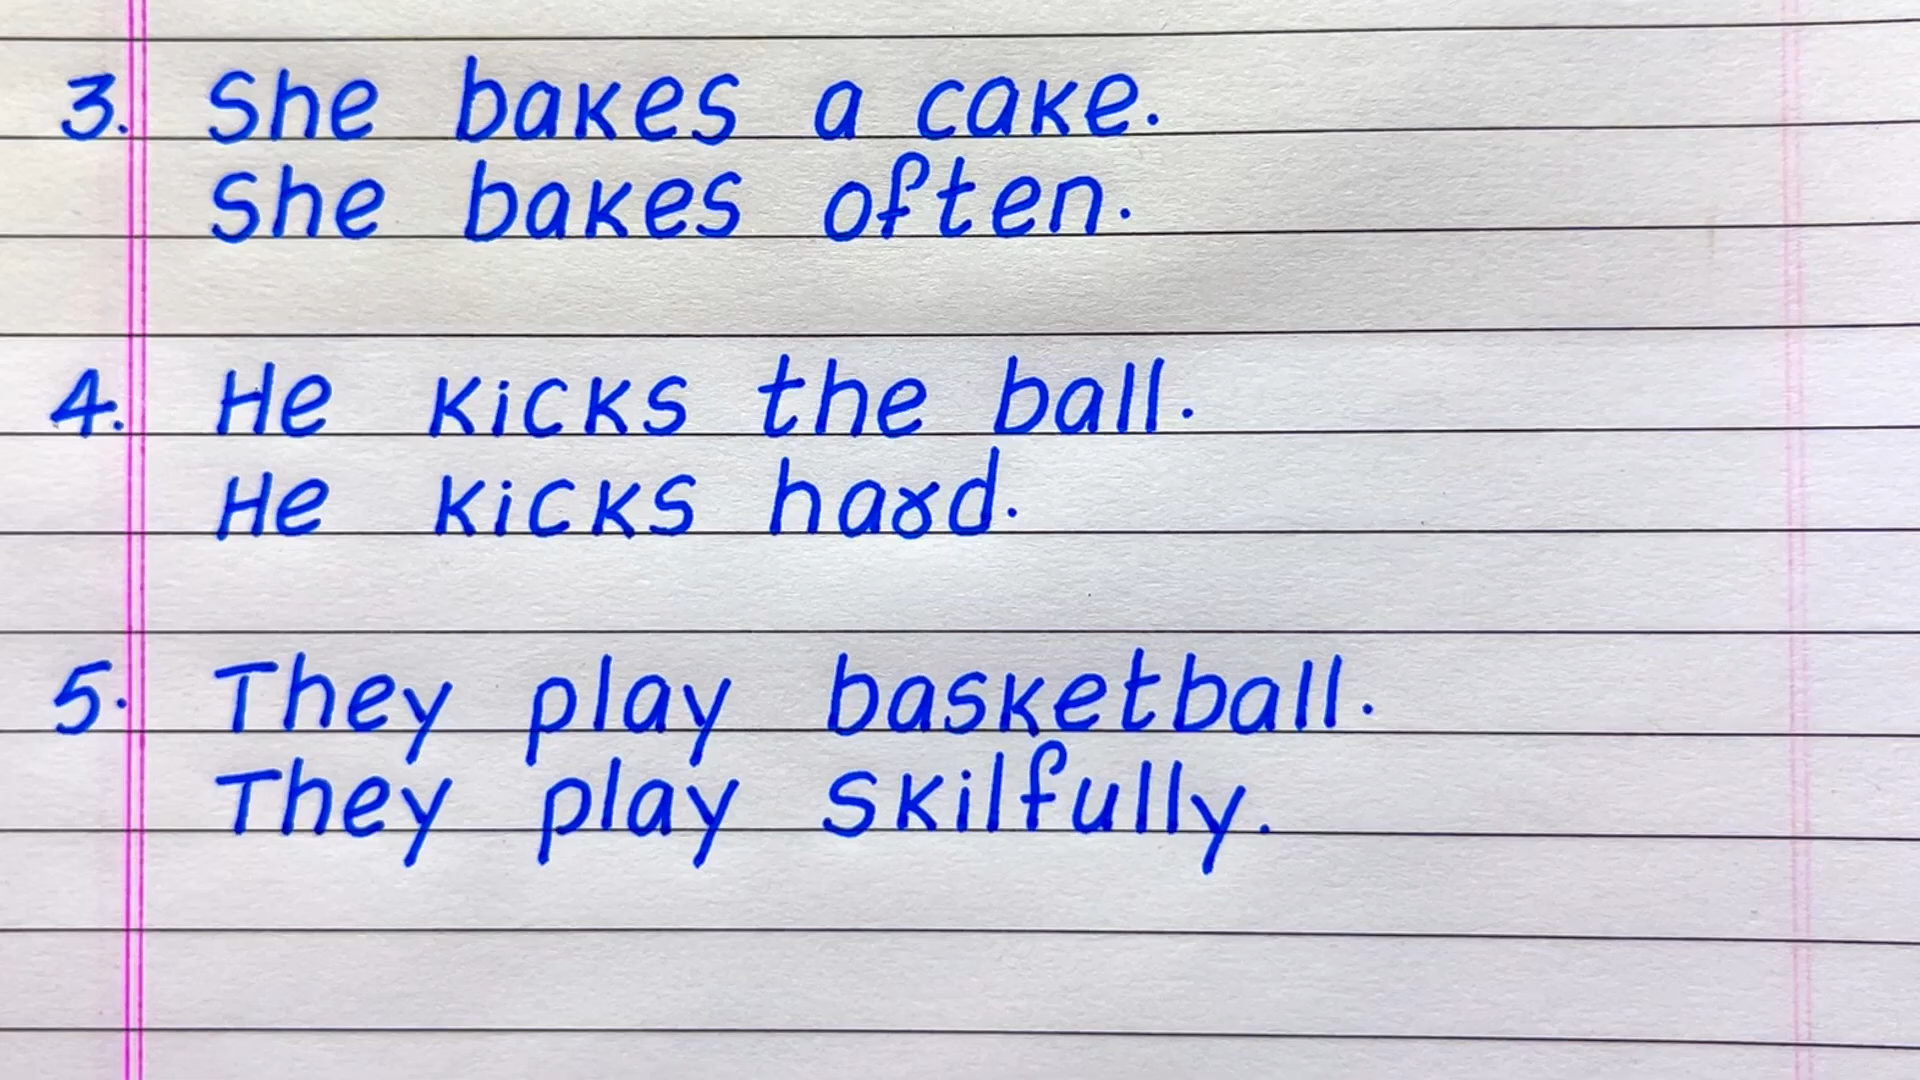 3. She bakes a cake.
She bakes often.
4. He kicks the ball.
He kicks hard.
5. They play basketball.
They play skilfully.